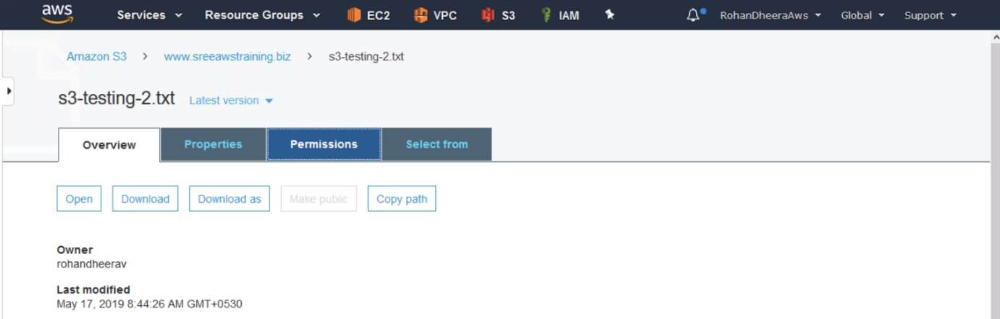 aws Services Resource Groups EC2 VPC S3 IAM RohanDheeraAws Global Support
Amazon S3 > www.sreeawstraining.biz > s3-testing-2.txt
s3-testing-2.txt Latest version
Overview Properties Permissions Select from
Open Download Download as Make public Copy path
Owner
rohandheerav
Last modified
May 17, 2019 8:44:26 AM GMT+0530